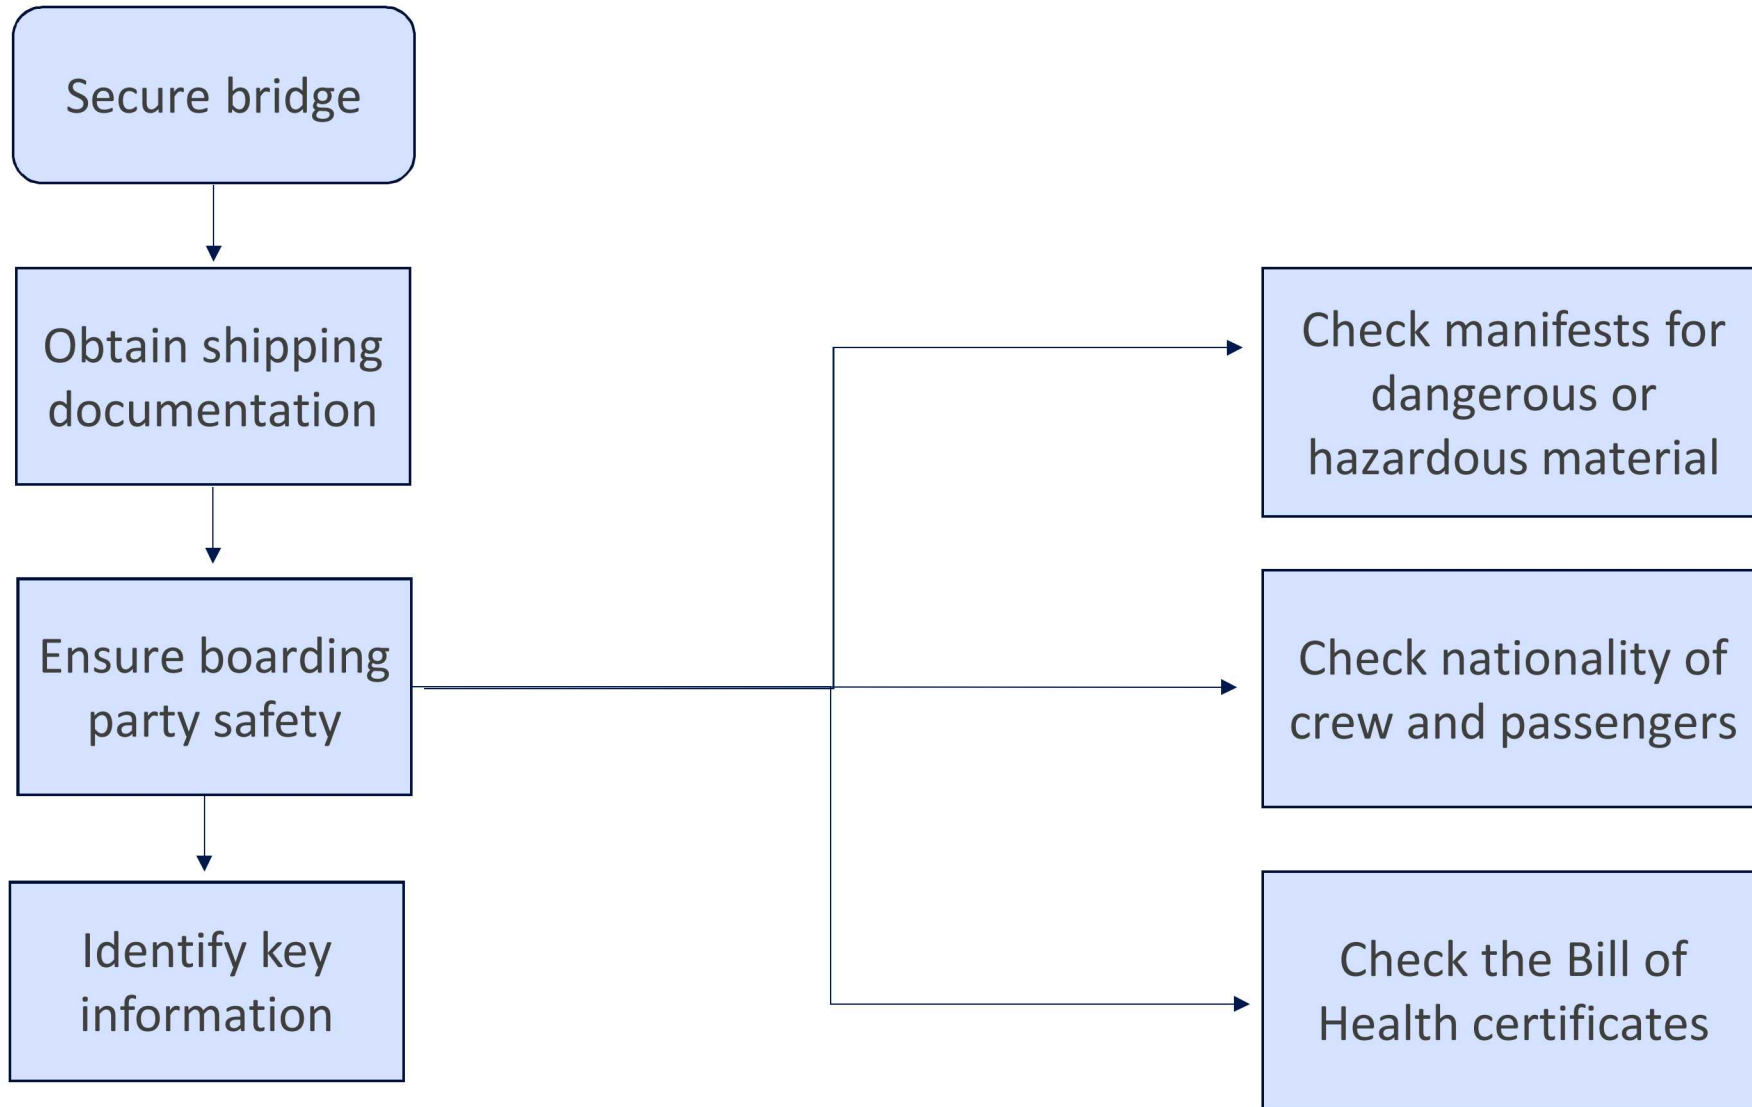 Secure bridge
Obtain shipping
documentation
Ensure boarding
party safety
Identify key
information
Check manifests for
dangerous or
hazardous material
Check nationality of
crew and passengers
Check the Bill of
Health certificates